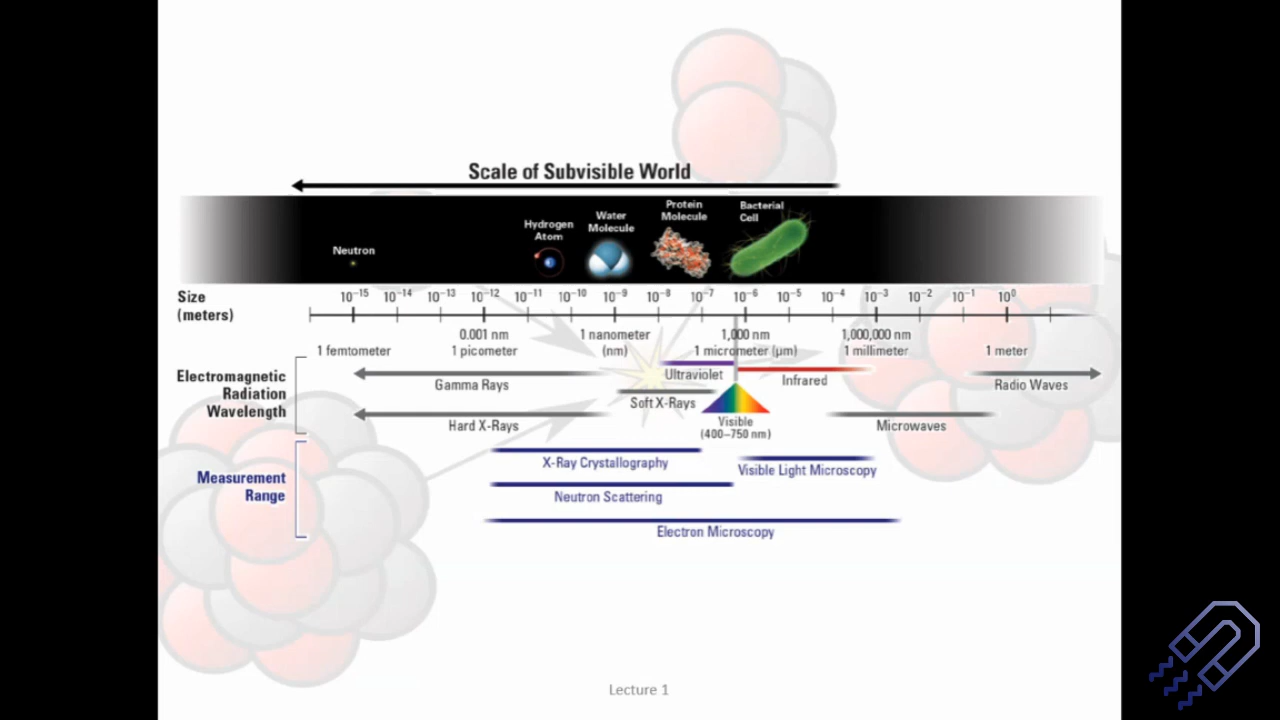 Scale of Subvisible World
Neutron
Hydrogen
Atom
Water
Molecule
Protein
Molecule
Bacterial
Cell
Size
(meters)
10⁻¹⁵ 10⁻¹⁴ 10⁻¹³ 10⁻¹² 10⁻¹¹ 10⁻¹⁰ 10⁻⁹ 10⁻⁸ 10⁻⁷ 10⁻⁶ 10⁻⁵ 10⁻⁴ 10⁻³ 10⁻² 10⁻¹ 10⁰
1 femtometer
0.001 nm
1 picometer
1 nanometer
(nm)
1,000 nm
1 micrometer (µm)
1,000,000 nm
1 millimeter
1 meter
Electromagnetic
Radiation
Wavelength
Gamma Rays
Ultraviolet
Infrared
Radio Waves
Soft X-Rays
Hard X-Rays
Visible
(400–750 nm)
Microwaves
Measurement
Range
X-Ray Crystallography
Visible Light Microscopy
Neutron Scattering
Electron Microscopy
Lecture 1